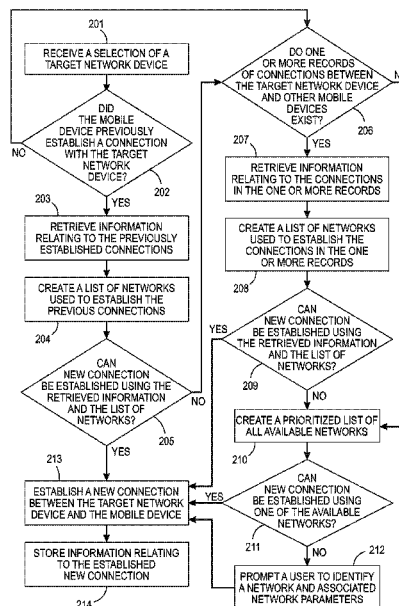 201
RECEIVE A SELECTION OF A
TARGET NETWORK DEVICE
DID
THE MOBILE
DEVICE PREVIOUSLY
ESTABLISH A CONNECTION
WITH THE TARGET
NETWORK
DEVICE?
NO
202
YES
203
RETRIEVE INFORMATION
RELATING TO THE PREVIOUSLY
ESTABLISHED CONNECTIONS
CREATE A LIST OF NETWORKS
USED TO ESTABLISH THE
PREVIOUS CONNECTIONS
204
CAN
NEW CONNECTION
BE ESTABLISHED USING THE
RETRIEVED INFORMATION
AND THE LIST OF
NETWORKS?
NO
205
YES
213
ESTABLISH A NEW CONNECTION
BETWEEN THE TARGET NETWORK
DEVICE AND THE MOBILE DEVICE
STORE INFORMATION RELATING
TO THE ESTABLISHED
NEW CONNECTION
214
DO ONE
OR MORE RECORDS
OF CONNECTIONS BETWEEN
THE TARGET NETWORK DEVICE
AND OTHER MOBILE
DEVICES
EXIST?
206
207
YES
RETRIEVE INFORMATION
RELATING TO THE CONNECTIONS
IN THE ONE OR MORE RECORDS
CREATE A LIST OF NETWORKS
USED TO ESTABLISH THE
CONNECTIONS IN THE ONE
OR MORE RECORDS
208
CAN
NEW CONNECTION
BE ESTABLISHED USING
THE RETRIEVED INFORMATION
AND THE LIST OF
NETWORKS?
YES
209
NO
CREATE A PRIORITIZED LIST OF
ALL AVAILABLE NETWORKS
210
CAN
NEW CONNECTION
BE ESTABLISHED USING
ONE OF THE AVAILABLE
NETWORKS?
YES
211
NO
212
PROMPT A USER TO IDENTIFY
A NETWORK AND ASSOCIATED
NETWORK PARAMETERS